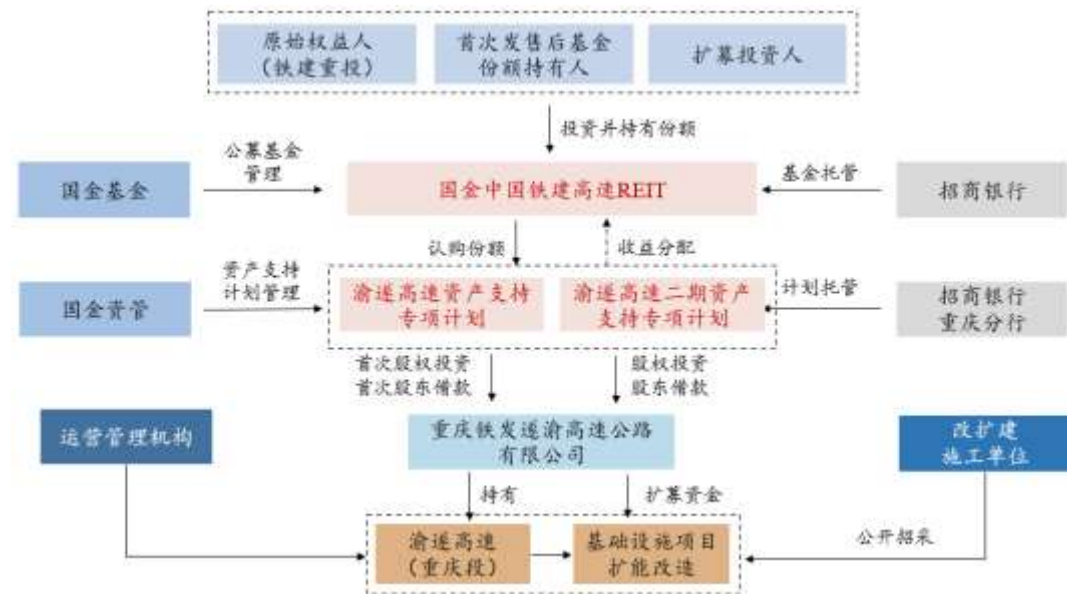 原始权益人
（铁建重投）
首次发售后基金
份额持有人
扩募投资人
投资并持有份额
公募基金
管理
国金基金
国金中国铁建高速REIT
基金托管
招商银行
认购份额
收益分配
资产支持
计划管理
国金资管
渝遂高速资产支持
专项计划
渝遂高速二期资产
支持专项计划
计划托管
招商银行
重庆分行
首次股权投资
首次股东借款
股权投资
股东借款
运营管理机构
重庆铁发遂渝高速公路
有限公司
改扩建
施工单位
持有
扩募资金
渝遂高速
（重庆段）
基础设施项目
扩能改造
公开招采